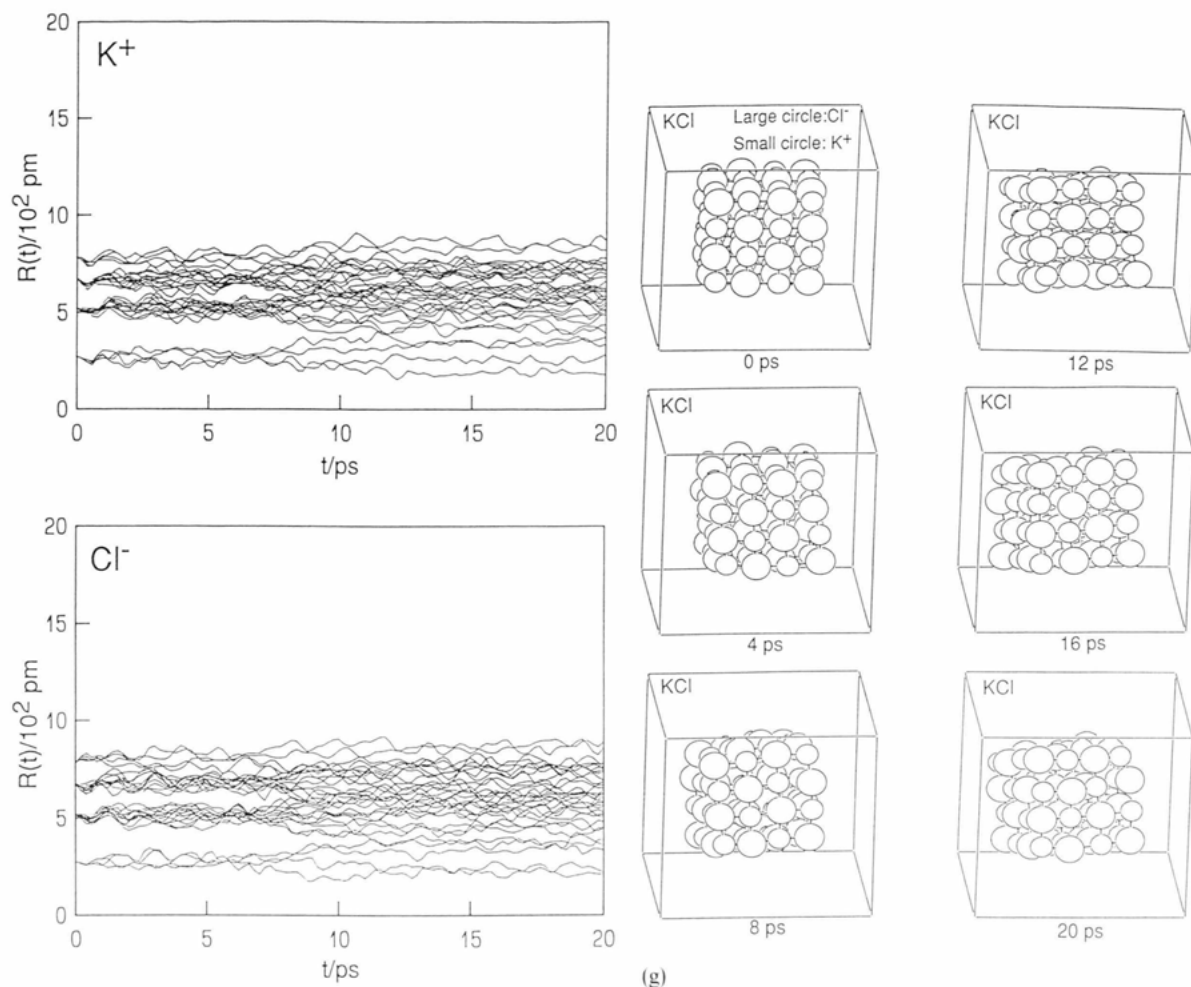 20
K⁺
15
R(t)/10² pm
10
5
0
0 5 10 15 20
t/ps
20
Cl⁻
15
R(t)/10² pm
10
5
0
0 5 10 15 20
t/ps
KCl Large circle:Cl⁻
Small circle: K⁺
0 ps
KCl
12 ps
KCl
4 ps
KCl
16 ps
KCl
8 ps
KCl
20 ps
(g)